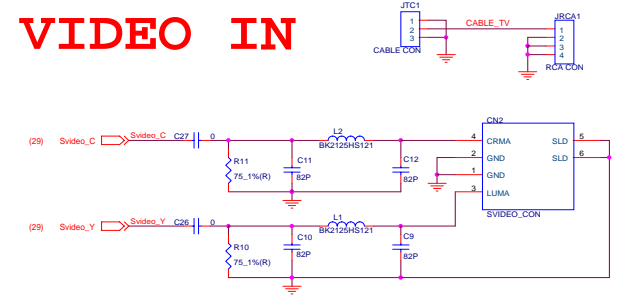 VIDEO IN
JTC1
1
2
3
CABLE CON
CABLE_TV
JRCA1
1
2
3
4
RCA CON
(29) Svideo_C Svideo_C C27 0
L2
BK2125HS121
R11
75_1%(R)
C11
82P
C12
82P
CN2
4 CRMA SLD 5
2 GND SLD 6
1 GND
3 LUMA
SVIDEO_CON
(29) Svideo_Y Svideo_Y C26 0
L1
BK2125HS121
R10
75_1%(R)
C10
82P
C9
82P